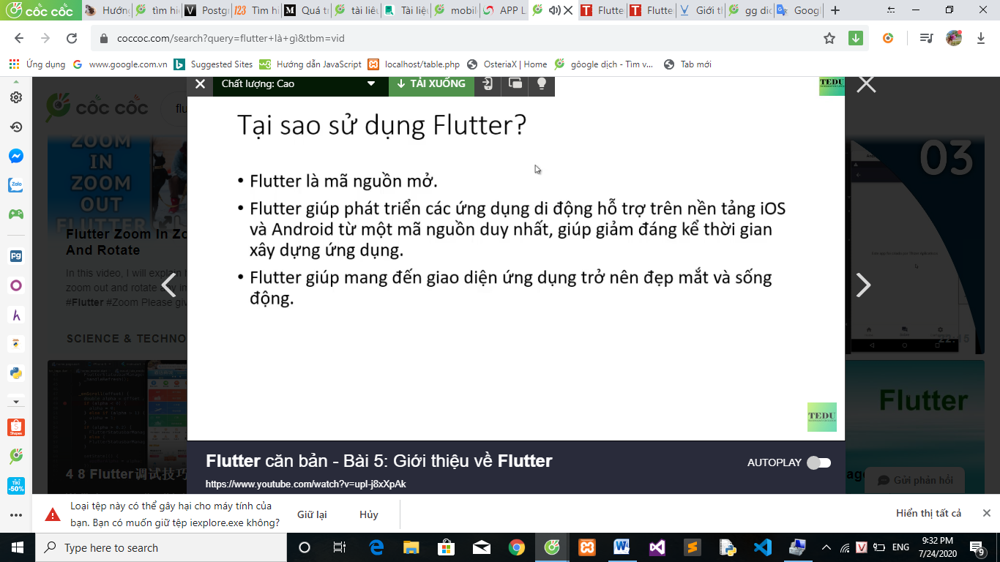 cốc cốc
Hướng
tìm hi
Postg
Tìm hi
Quá t
tài liệu
Tài liệ
mobil
APP L
Flutte
Flutte
Giới t
gg dic
Googl
coccoc.com/search?query=flutter+là+gì&tbm=vid
Ứng dụng
www.google.com.vn
Suggested Sites
Hướng dẫn JavaScript
localhost/table.php
OsteriaX | Home
gôogle dịch - Tìm v...
Tab mới
Chất lượng: Cao
TẢI XUỐNG
TEDU
cốc cốc
flu
Tại sao sử dụng Flutter?
• Flutter là mã nguồn mở.
• Flutter giúp phát triển các ứng dụng di động hỗ trợ trên nền tảng iOS
và Android từ một mã nguồn duy nhất, giúp giảm đáng kể thời gian
xây dựng ứng dụng.
• Flutter giúp mang đến giao diện ứng dụng trở nên đẹp mắt và sống
động.
TEDU
ZOOM
IN
ZOOM
OUT
FLUTTER
Flutter Zoom In Zo
And Rotate
In this video, I will explain
zoom out and rotate any im
#Flutter #Zoom Please giv
SCIENCE & TECHNO
03
22:15
Flutter
4 8 Flutter调试技巧
Zalo
Pg
Shopee
TIKI
-50%
Flutter căn bản - Bài 5: Giới thiệu về Flutter
AUTOPLAY
https://www.youtube.com/watch?v=upl-j8xXpAk
Gửi phản hồi
Loại tệp này có thể gây hại cho máy tính của
bạn. Bạn có muốn giữ tệp iexplore.exe không?
Giữ lại
Hủy
Hiển thị tất cả
Type here to search
ENG
9:32 PM
7/24/2020
9